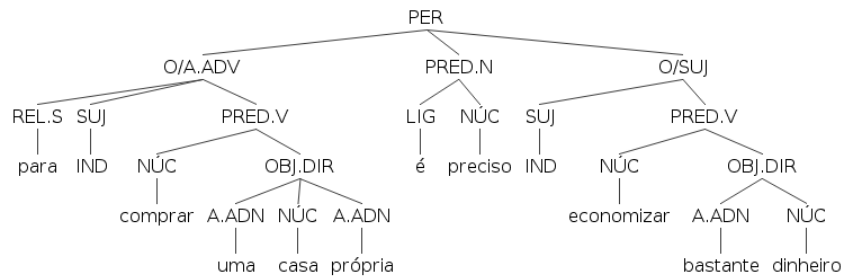 PER
O/A.ADV PRED.N O/SUJ
REL.S SUJ PRED.V LIG NÚC SUJ PRED.V
para IND NÚC OBJ.DIR é preciso IND NÚC OBJ.DIR
comprar A.ADN NÚC A.ADN economizar A.ADN NÚC
uma casa própria bastante dinheiro